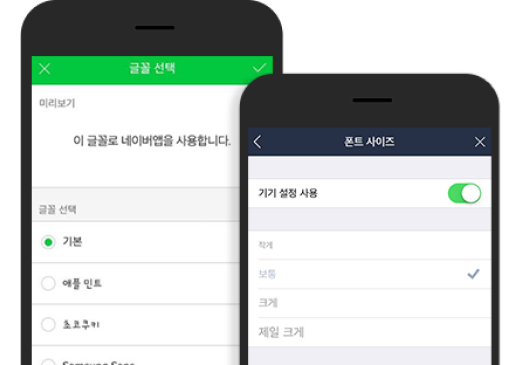 글꼴 선택
미리보기
이 글꼴로 네이버앱을 사용합니다.
글꼴 선택
기본
애플 민트
초코쿠키
폰트 사이즈
기기 설정 사용
작게
보통
크게
제일 크게